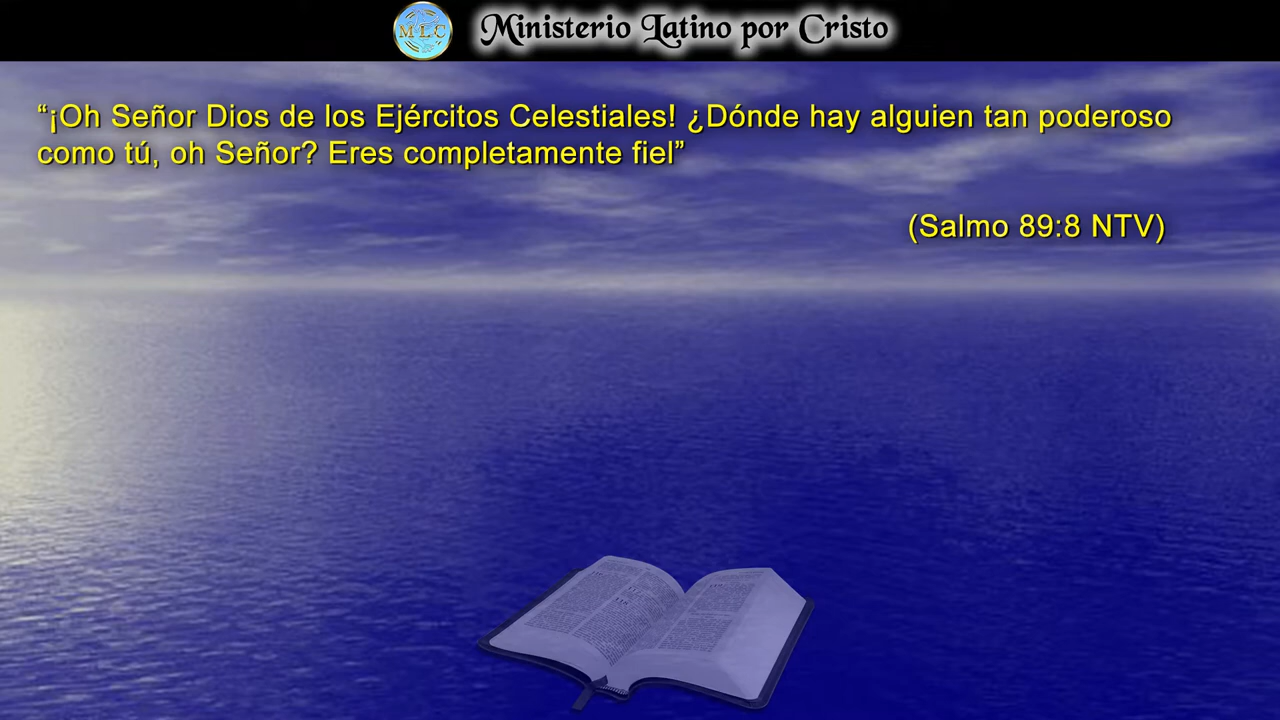 MLC Ministerio Latino por Cristo
“¡Oh Señor Dios de los Ejércitos Celestiales! ¿Dónde hay alguien tan poderoso
como tú, oh Señor? Eres completamente fiel”
(Salmo 89:8 NTV)